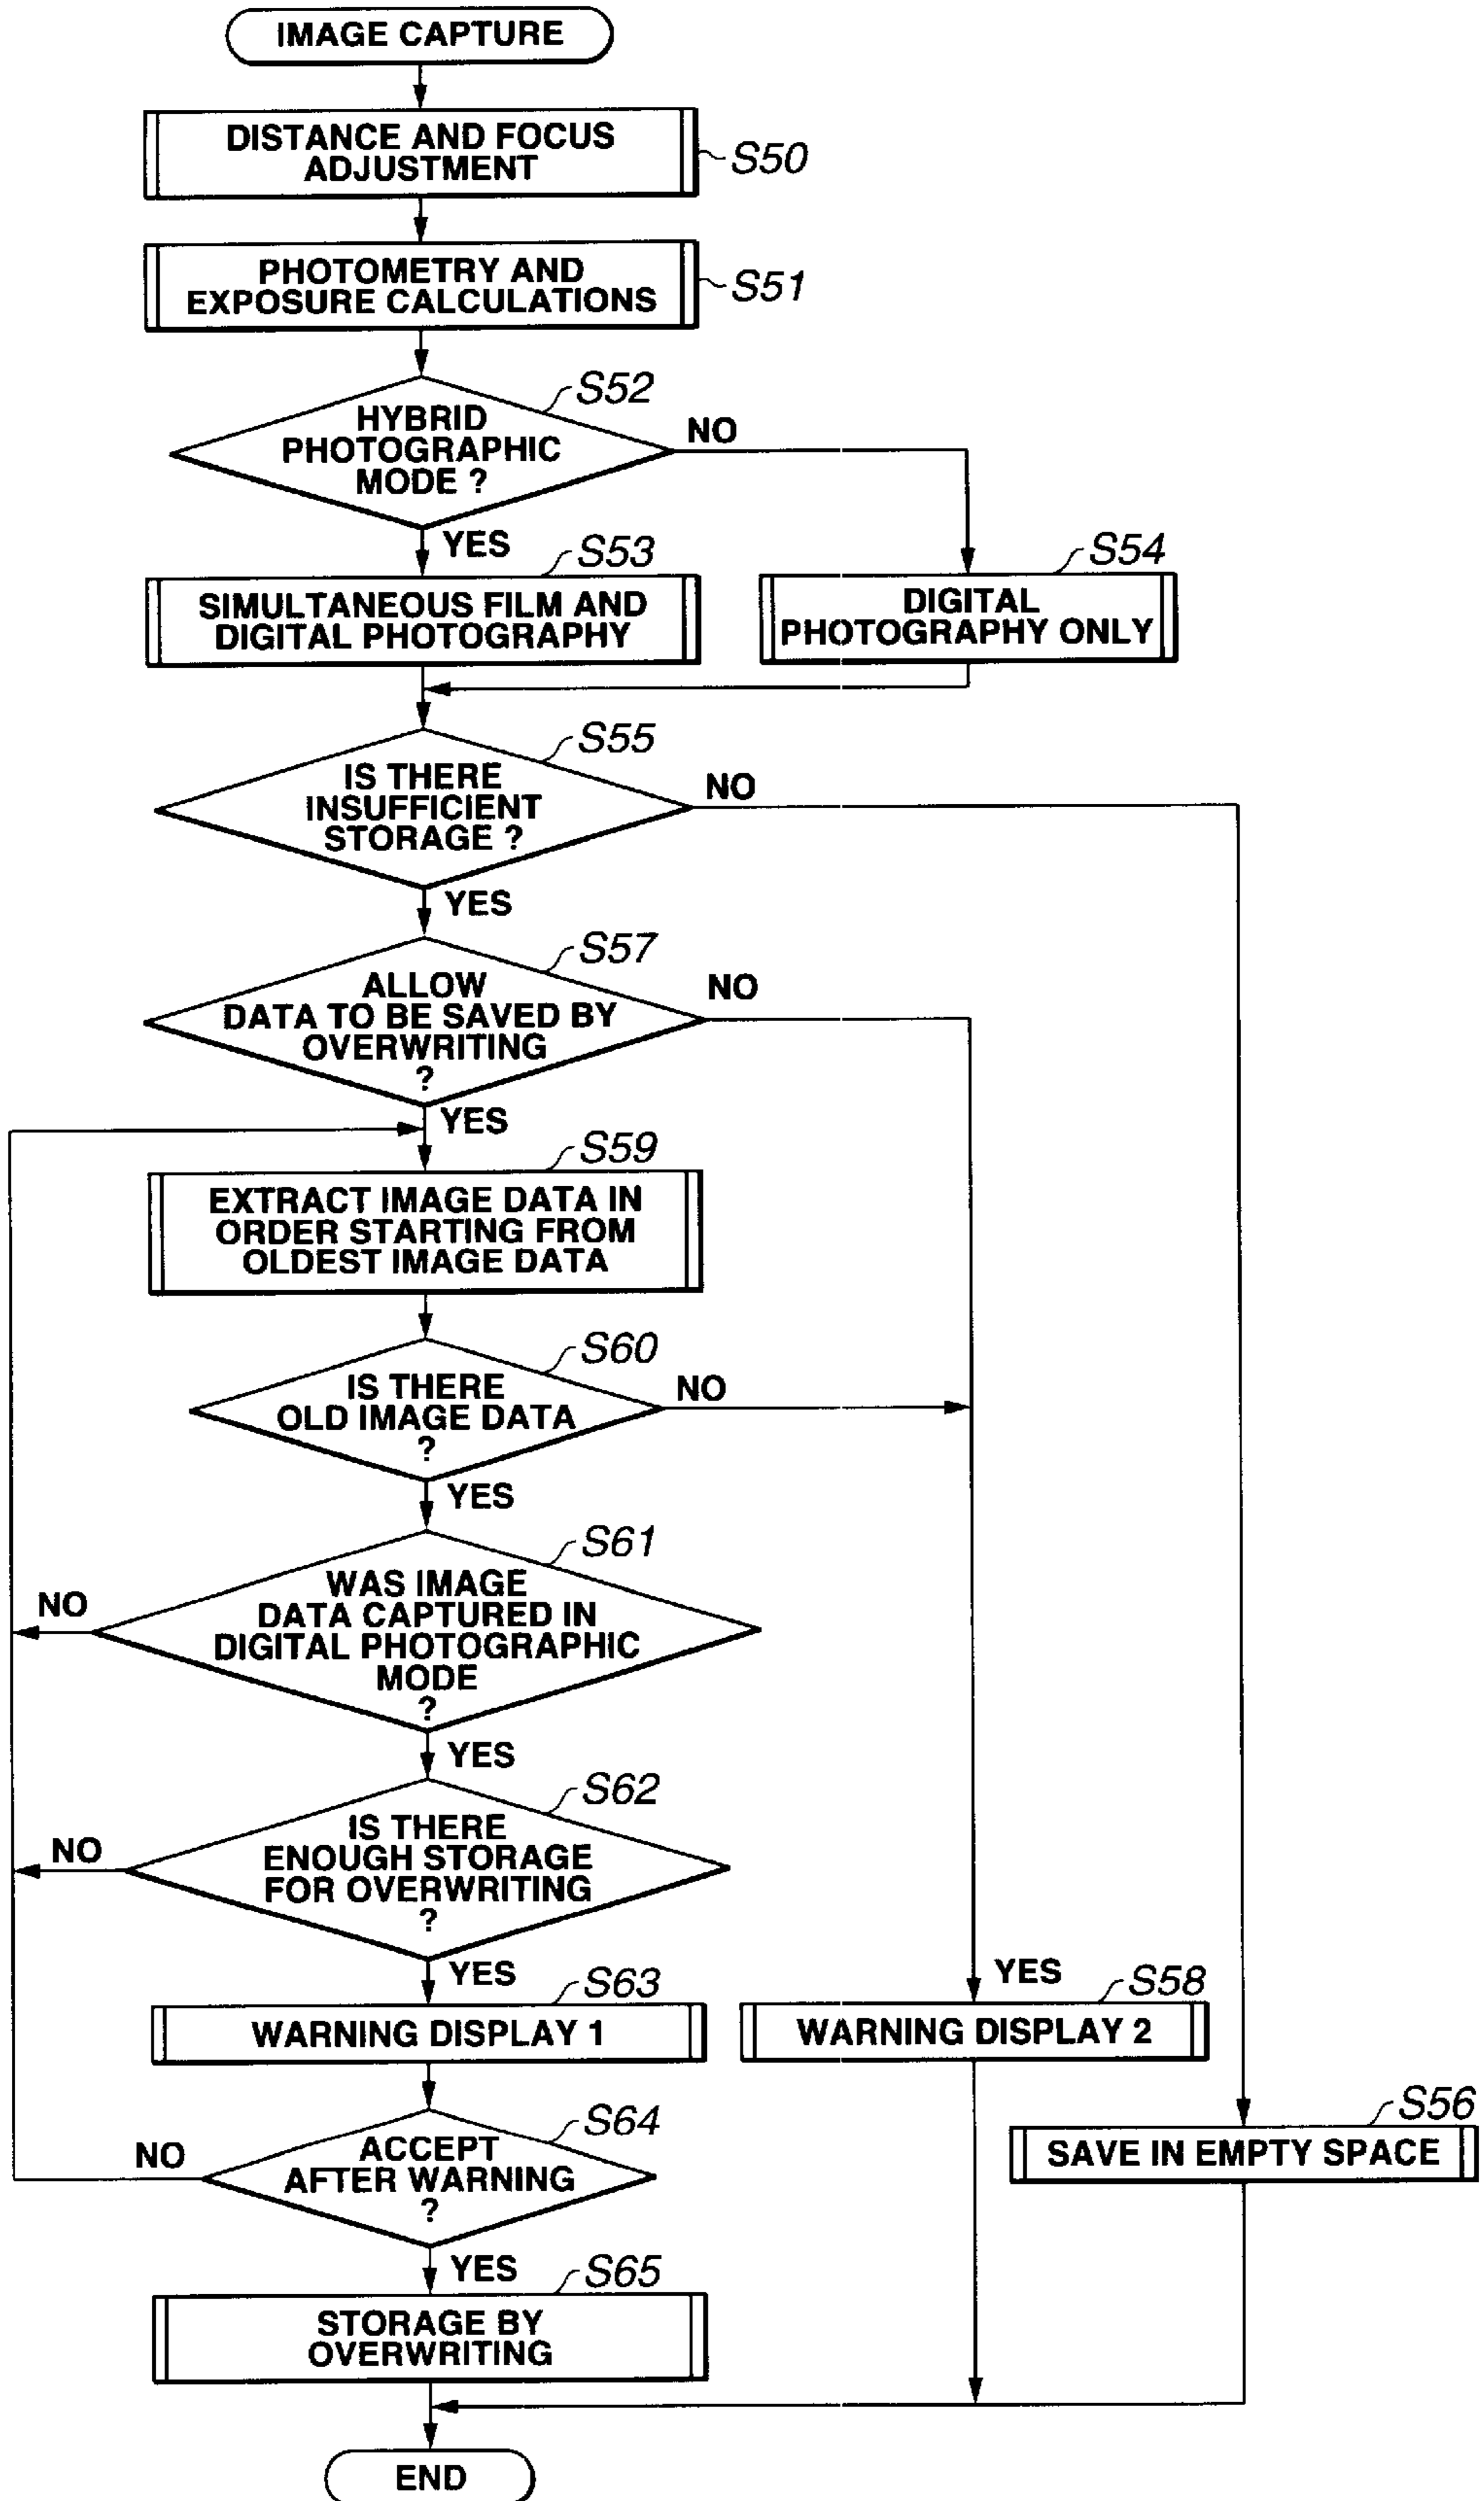 IMAGE CAPTURE
DISTANCE AND FOCUS
ADJUSTMENT
S50
PHOTOMETRY AND
EXPOSURE CALCULATIONS
S51
S52
HYBRID
PHOTOGRAPHIC
MODE ?
NO
YES
S53
SIMULTANEOUS FILM AND
DIGITAL PHOTOGRAPHY
S54
DIGITAL
PHOTOGRAPHY ONLY
S55
IS THERE
INSUFFICIENT
STORAGE ?
NO
YES
S57
ALLOW
DATA TO BE SAVED BY
OVERWRITING
?
NO
YES
S59
EXTRACT IMAGE DATA IN
ORDER STARTING FROM
OLDEST IMAGE DATA
S60
IS THERE
OLD IMAGE DATA
?
NO
YES
S61
WAS IMAGE
DATA CAPTURED IN
DIGITAL PHOTOGRAPHIC
MODE
?
NO
YES
S62
IS THERE
ENOUGH STORAGE
FOR OVERWRITING
?
NO
YES
S63
WARNING DISPLAY 1
YES
S58
WARNING DISPLAY 2
S64
ACCEPT
AFTER WARNING
?
NO
S56
SAVE IN EMPTY SPACE
YES
S65
STORAGE BY
OVERWRITING
END